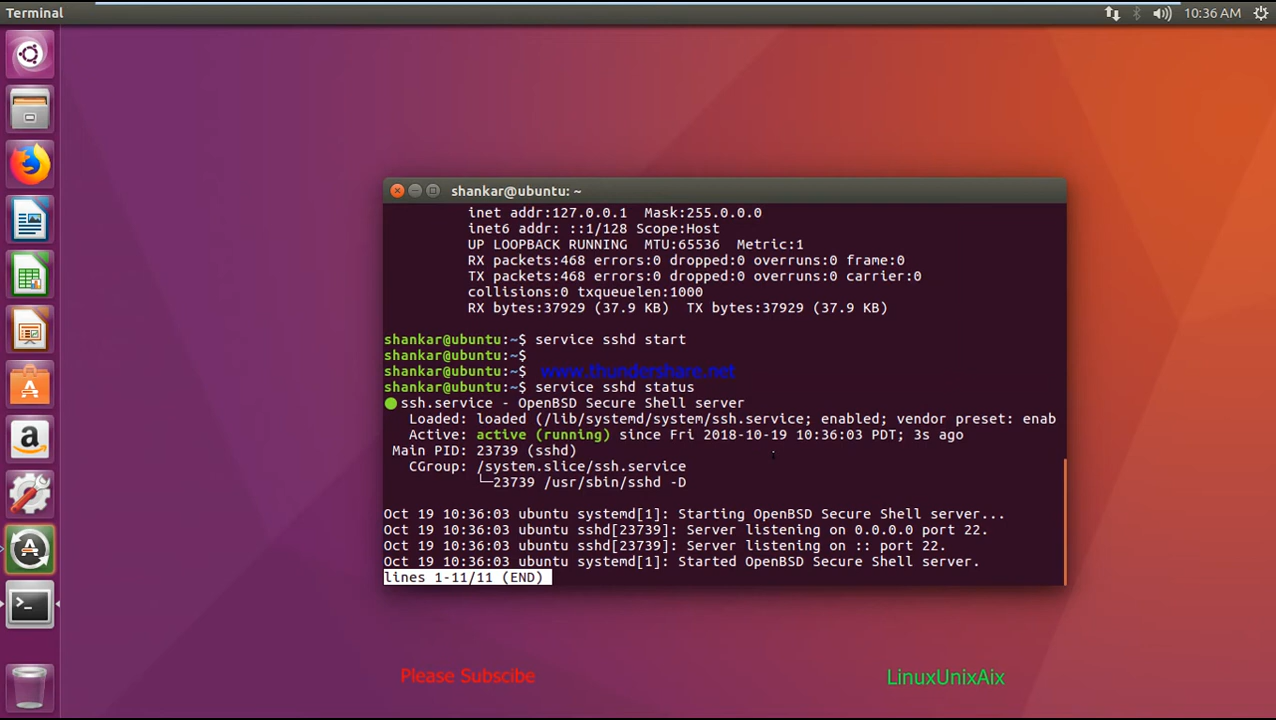 Terminal
10:36 AM
shankar@ubuntu: ~
inet addr:127.0.0.1  Mask:255.0.0.0
inet6 addr: ::1/128 Scope:Host
UP LOOPBACK RUNNING  MTU:65536  Metric:1
RX packets:468 errors:0 dropped:0 overruns:0 frame:0
TX packets:468 errors:0 dropped:0 overruns:0 carrier:0
collisions:0 txqueuelen:1000
RX bytes:37929 (37.9 KB)  TX bytes:37929 (37.9 KB)
shankar@ubuntu:~$ service sshd start
shankar@ubuntu:~$
shankar@ubuntu:~$ www.thundershare.net
shankar@ubuntu:~$ service sshd status
● ssh.service - OpenBSD Secure Shell server
Loaded: loaded (/lib/systemd/system/ssh.service; enabled; vendor preset: enab
Active: active (running) since Fri 2018-10-19 10:36:03 PDT; 3s ago
Main PID: 23739 (sshd)
CGroup: /system.slice/ssh.service
└─23739 /usr/sbin/sshd -D
Oct 19 10:36:03 ubuntu systemd[1]: Starting OpenBSD Secure Shell server...
Oct 19 10:36:03 ubuntu sshd[23739]: Server listening on 0.0.0.0 port 22.
Oct 19 10:36:03 ubuntu sshd[23739]: Server listening on :: port 22.
Oct 19 10:36:03 ubuntu systemd[1]: Started OpenBSD Secure Shell server.
lines 1-11/11 (END)
Please Subscibe
LinuxUnixAix